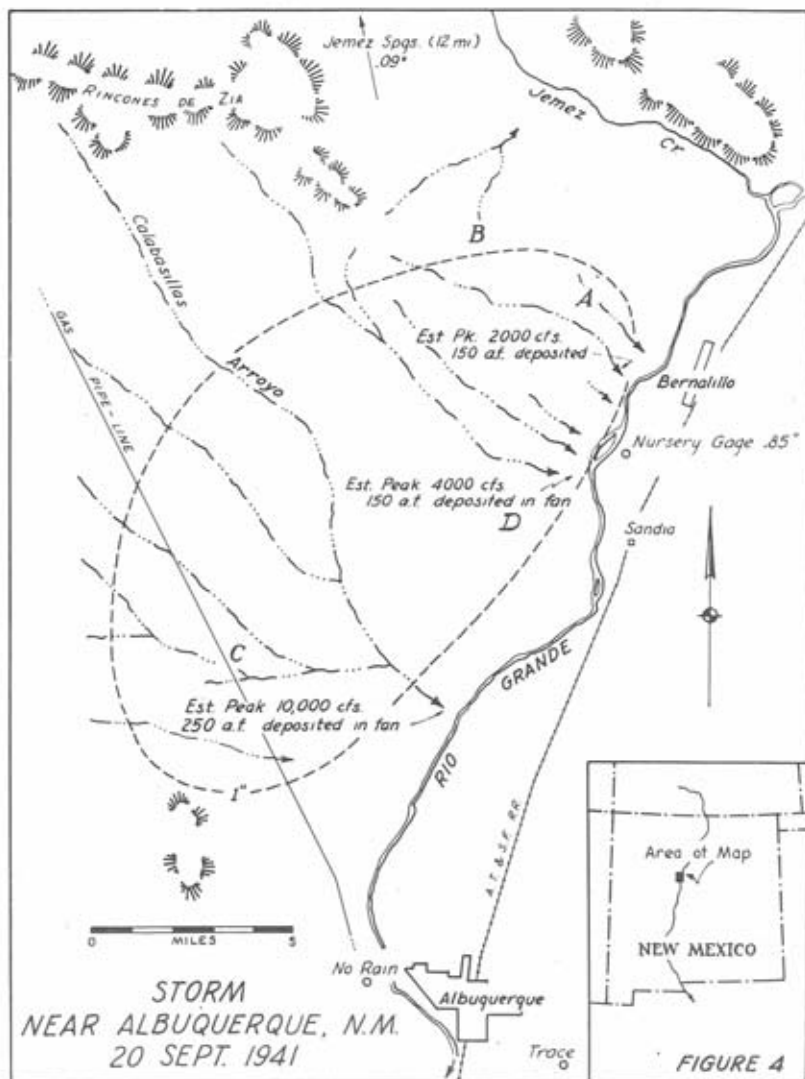 Jemez Spgs. (12 mi)
.09"
RINCONES DE ZIA
Jemez Cr
Calabasillas
Arroyo
B
A
Est Pk. 2000 cfs.
150 a.f. deposited
Bernalillo
GAS PIPE-LINE
Nursery Gage .85"
Est. Peak 4000 cfs.
150 a.f. deposited in fan
D
Sandia
C
Est. Peak 10,000 cfs.
250 a.f. deposited in fan
RIO GRANDE
1"
A.T. & S.F. RR.
0 MILES 5
Area of Map
NEW MEXICO
No Rain
Albuquerque
Trace
STORM
NEAR ALBUQUERQUE, N.M.
20 SEPT. 1941
FIGURE 4